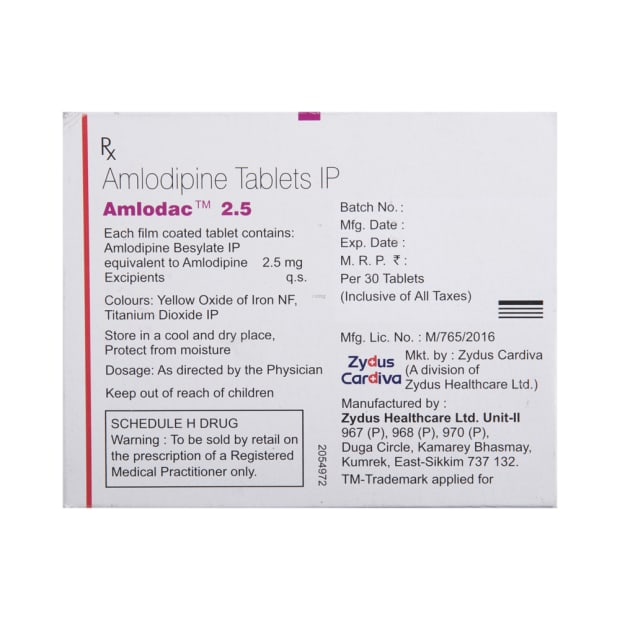 Rx
Amlodipine Tablets IP
Amlodac™ 2.5
Each film coated tablet contains:
Amlodipine Besylate IP
equivalent to Amlodipine 2.5 mg
Excipients q.s.
Colours: Yellow Oxide of Iron NF,
Titanium Dioxide IP
Store in a cool and dry place,
Protect from moisture
Dosage: As directed by the Physician
Keep out of reach of children
SCHEDULE H DRUG
Warning : To be sold by retail on
the prescription of a Registered
Medical Practitioner only.
2054972
Batch No. :
Mfg. Date :
Exp. Date :
M. R. P. ₹ :
Per 30 Tablets
(Inclusive of All Taxes)
Mfg. Lic. No. : M/765/2016
Zydus
Cardiva
Mkt. by : Zydus Cardiva
(A division of
Zydus Healthcare Ltd.)
Manufactured by :
Zydus Healthcare Ltd. Unit-II
967 (P), 968 (P), 970 (P),
Duga Circle, Kamarey Bhasmay,
Kumrek, East-Sikkim 737 132.
TM-Trademark applied for